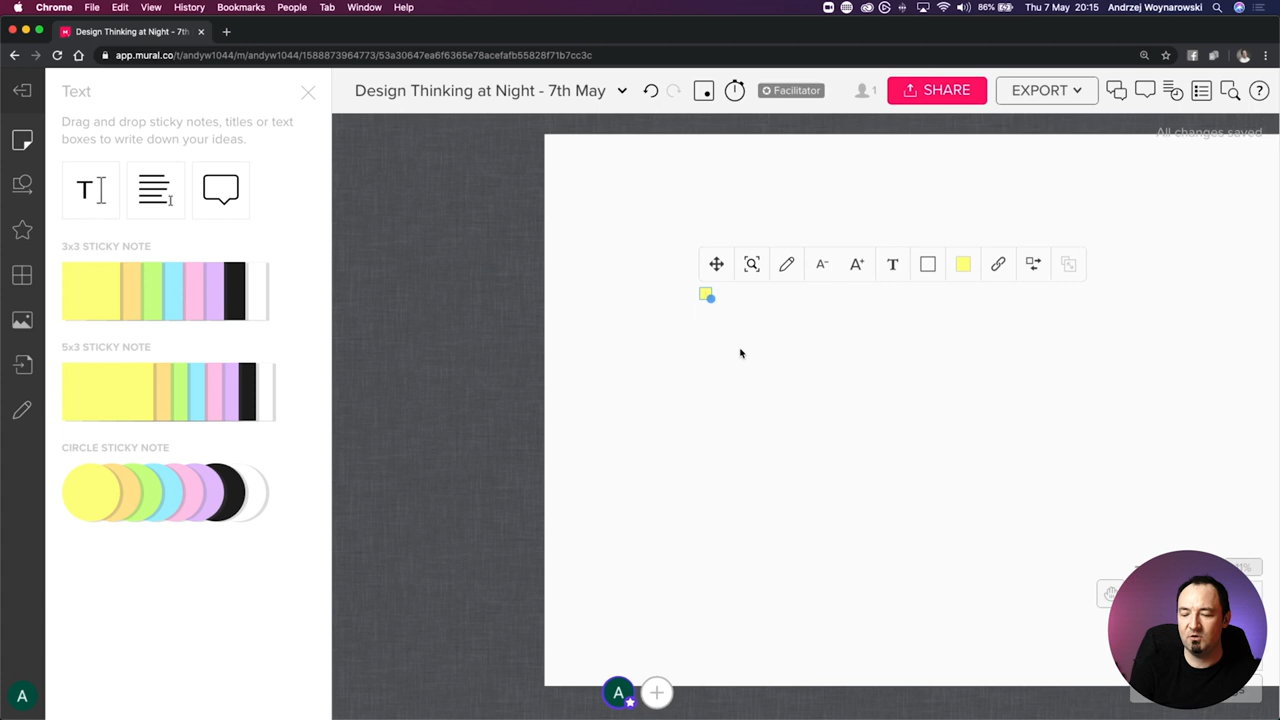 Chrome File Edit View History Bookmarks People Tab Window Help
86% Thu 7 May 20:15 Andrzej Woynarowski
Design Thinking at Night - 7th
app.mural.co/t/andyw1044/m/andyw1044/1588873964773/53a30647ea6f6365e78acefafb55828f71b7cc3c
Text
Design Thinking at Night - 7th May
Facilitator
1
SHARE
EXPORT
All changes saved
Drag and drop sticky notes, titles or text
boxes to write down your ideas.
T
3x3 STICKY NOTE
A− A+ T
5x3 STICKY NOTE
CIRCLE STICKY NOTE
A
A